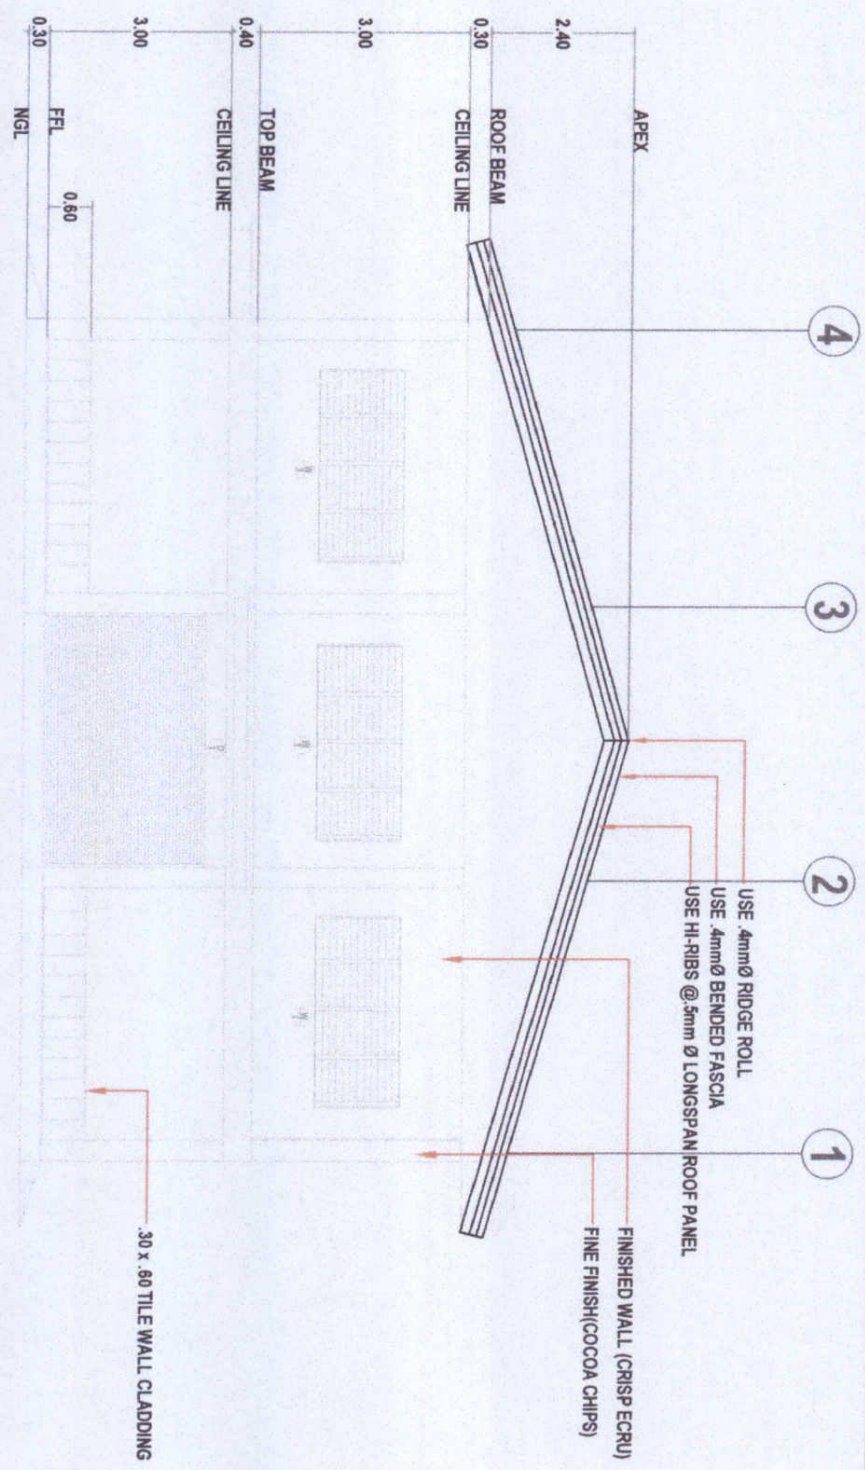 4
3
2
1
USE .4mmØ RIDGE ROLL
USE .4mmØ BENDED FASCIA
USE HI-RIBS @.5mm Ø LONGSPAN ROOF PANEL
APEX
2.40
ROOF BEAM
0.30
CEILING LINE
3.00
TOP BEAM
0.40
CEILING LINE
3.00
0.60
FFL
0.30
NGL
FINISHED WALL (CRISP ECRU)
FINE FINISH(COCOA CHIPS)
.30 x .60 TILE WALL CLADDING